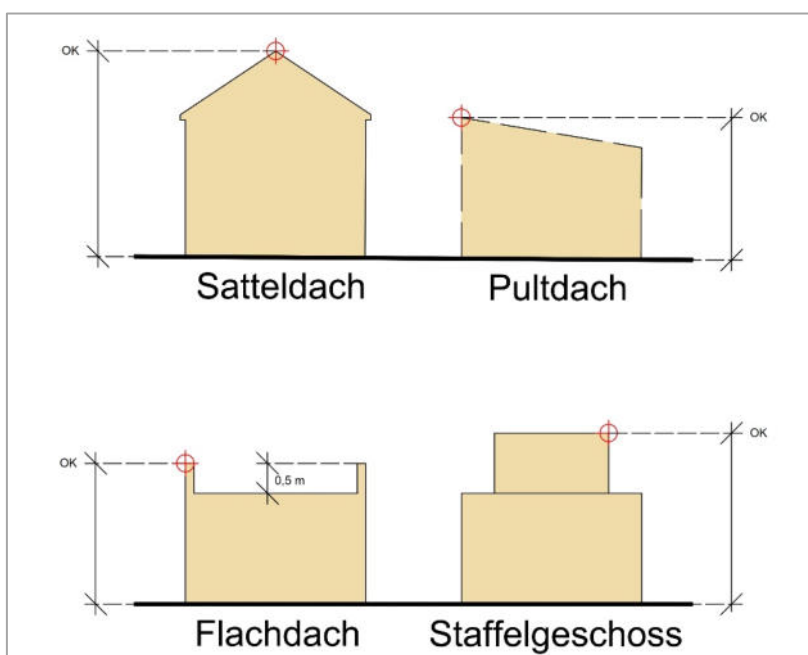 OK
OK
Satteldach
Pultdach
OK
0,5 m
OK
Flachdach
Staffelgeschoss